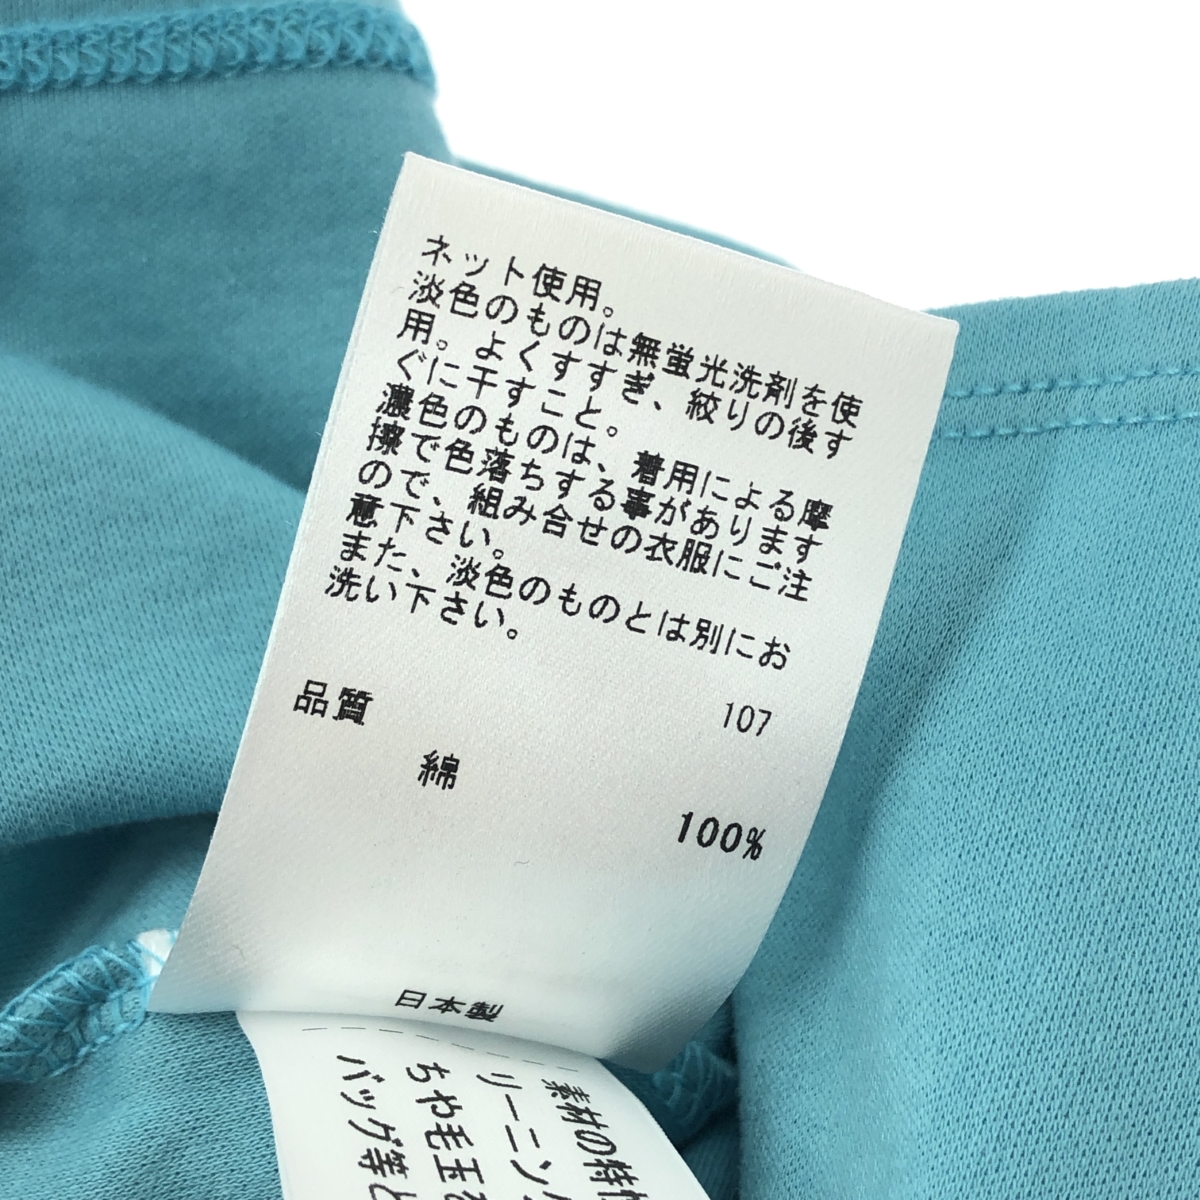 ネット使用。
淡色のものは無蛍光洗剤を使
用。よくすすぎ、絞りの後す
ぐに干すこと。
濃色のものは、着用による摩
擦で色落ちする事があります
ので、組み合せの衣服にご注
意下さい。
また、淡色のものとは別にお
洗い下さい。
品質 107
綿
100%
日本製
素材の特
リーニン
ちや毛玉
バッグ等と